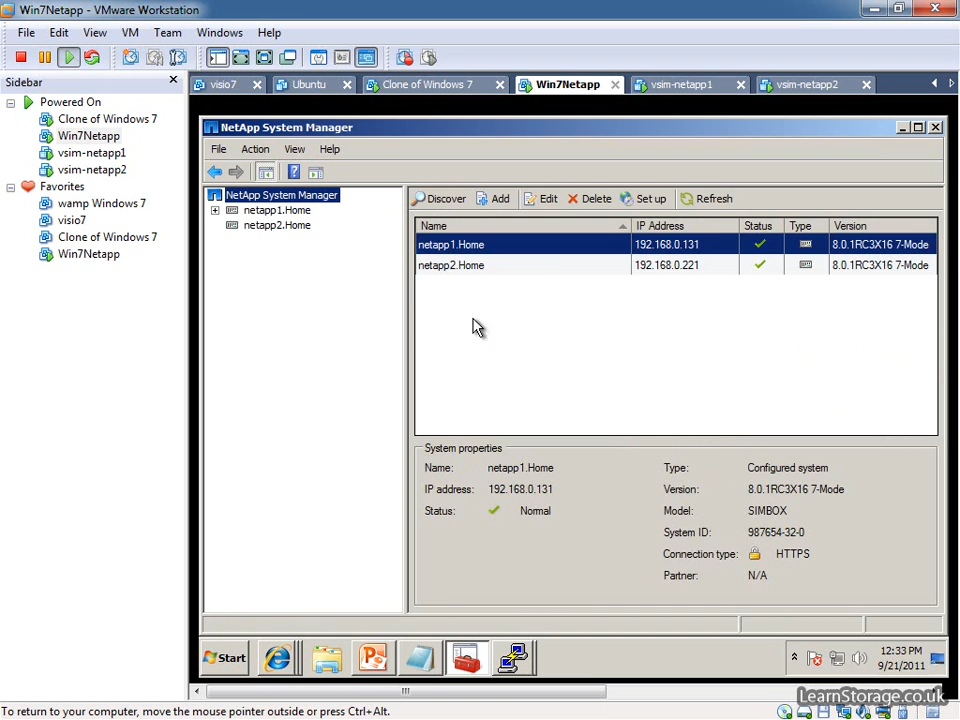 Win7Netapp - VMware Workstation
File Edit View VM Team Windows Help
Sidebar
Powered On
Clone of Windows 7
Win7Netapp
vsim-netapp1
vsim-netapp2
Favorites
wamp Windows 7
visio7
Clone of Windows 7
Win7Netapp
visio7 Ubuntu Clone of Windows 7 Win7Netapp vsim-netapp1 vsim-netapp2
NetApp System Manager
File Action View Help
NetApp System Manager
netapp1.Home
netapp2.Home
Discover Add Edit Delete Set up Refresh
Name IP Address Status Type Version
netapp1.Home 192.168.0.131 8.0.1RC3X16 7-Mode
netapp2.Home 192.168.0.221 8.0.1RC3X16 7-Mode
System properties
Name: netapp1.Home Type: Configured system
IP address: 192.168.0.131 Version: 8.0.1RC3X16 7-Mode
Status: Normal Model: SIMBOX
System ID: 987654-32-0
Connection type: HTTPS
Partner: N/A
Start
12:33 PM
9/21/2011
LearnStorage.co.uk
To return to your computer, move the mouse pointer outside or press Ctrl+Alt.